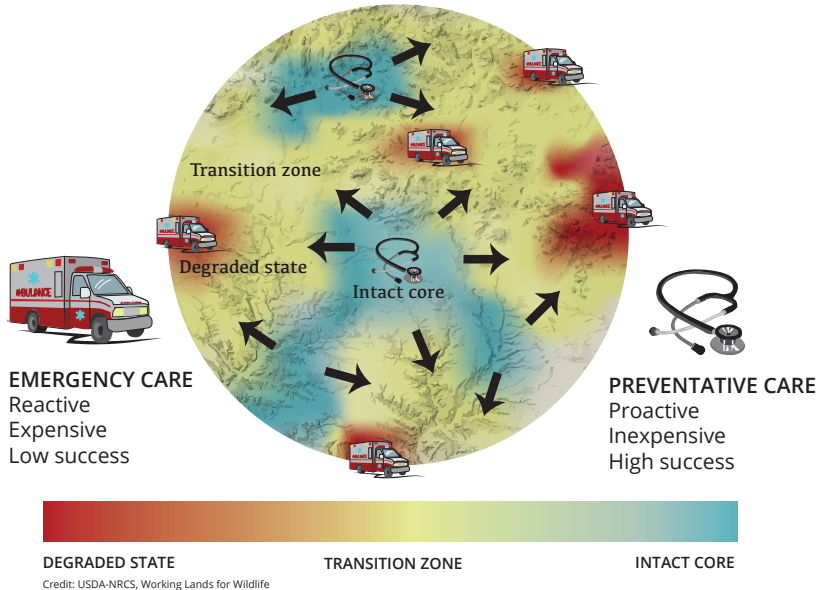 Transition zone
Degraded state
Intact core
EMERGENCY CARE
Reactive
Expensive
Low success
PREVENTATIVE CARE
Proactive
Inexpensive
High success
DEGRADED STATE
TRANSITION ZONE
INTACT CORE
Credit: USDA-NRCS, Working Lands for Wildlife